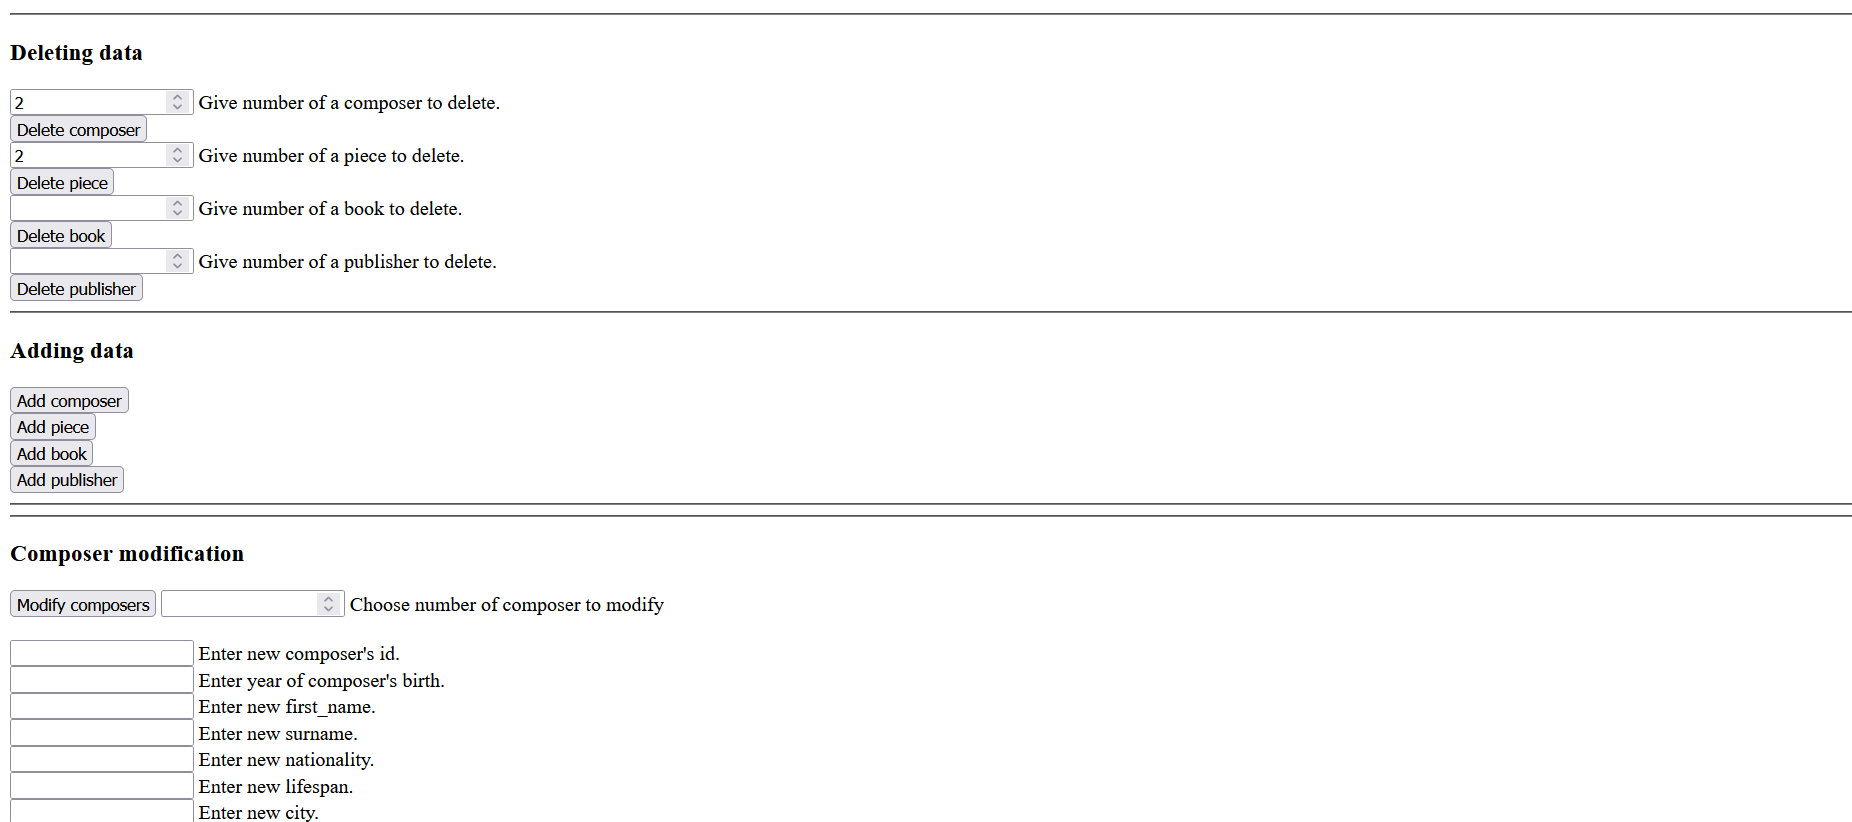 Deleting data
2 Give number of a composer to delete.
Delete composer
2 Give number of a piece to delete.
Delete piece
Give number of a book to delete.
Delete book
Give number of a publisher to delete.
Delete publisher
Adding data
Add composer
Add piece
Add book
Add publisher
Composer modification
Modify composers Choose number of composer to modify
Enter new composer's id.
Enter year of composer's birth.
Enter new first_name.
Enter new surname.
Enter new nationality.
Enter new lifespan.
Enter new city.